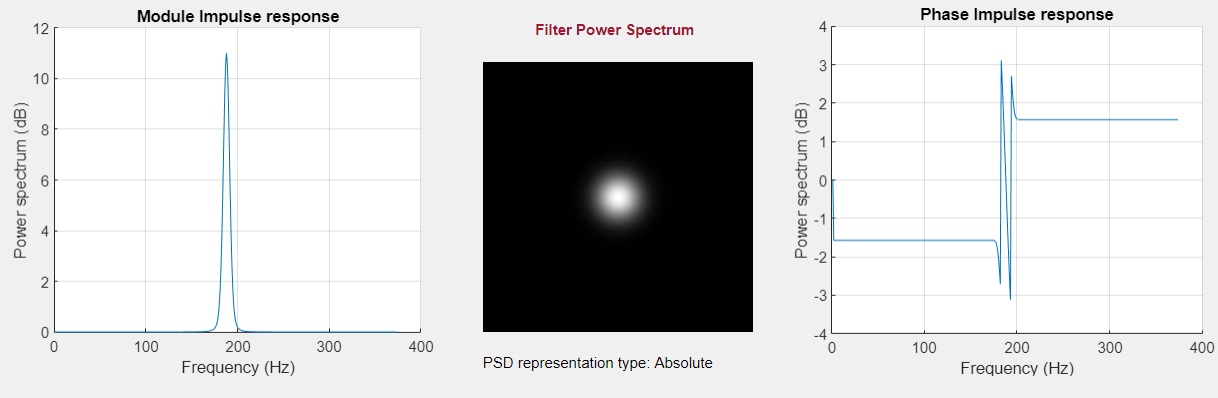 Module Impulse response
12
10
8
6
4
2
0
Power spectrum (dB)
0 100 200 300 400
Frequency (Hz)
Filter Power Spectrum
PSD representation type: Absolute
Phase Impulse response
4
3
2
1
0
-1
-2
-3
-4
Power spectrum (dB)
0 100 200 300 400
Frequency (Hz)